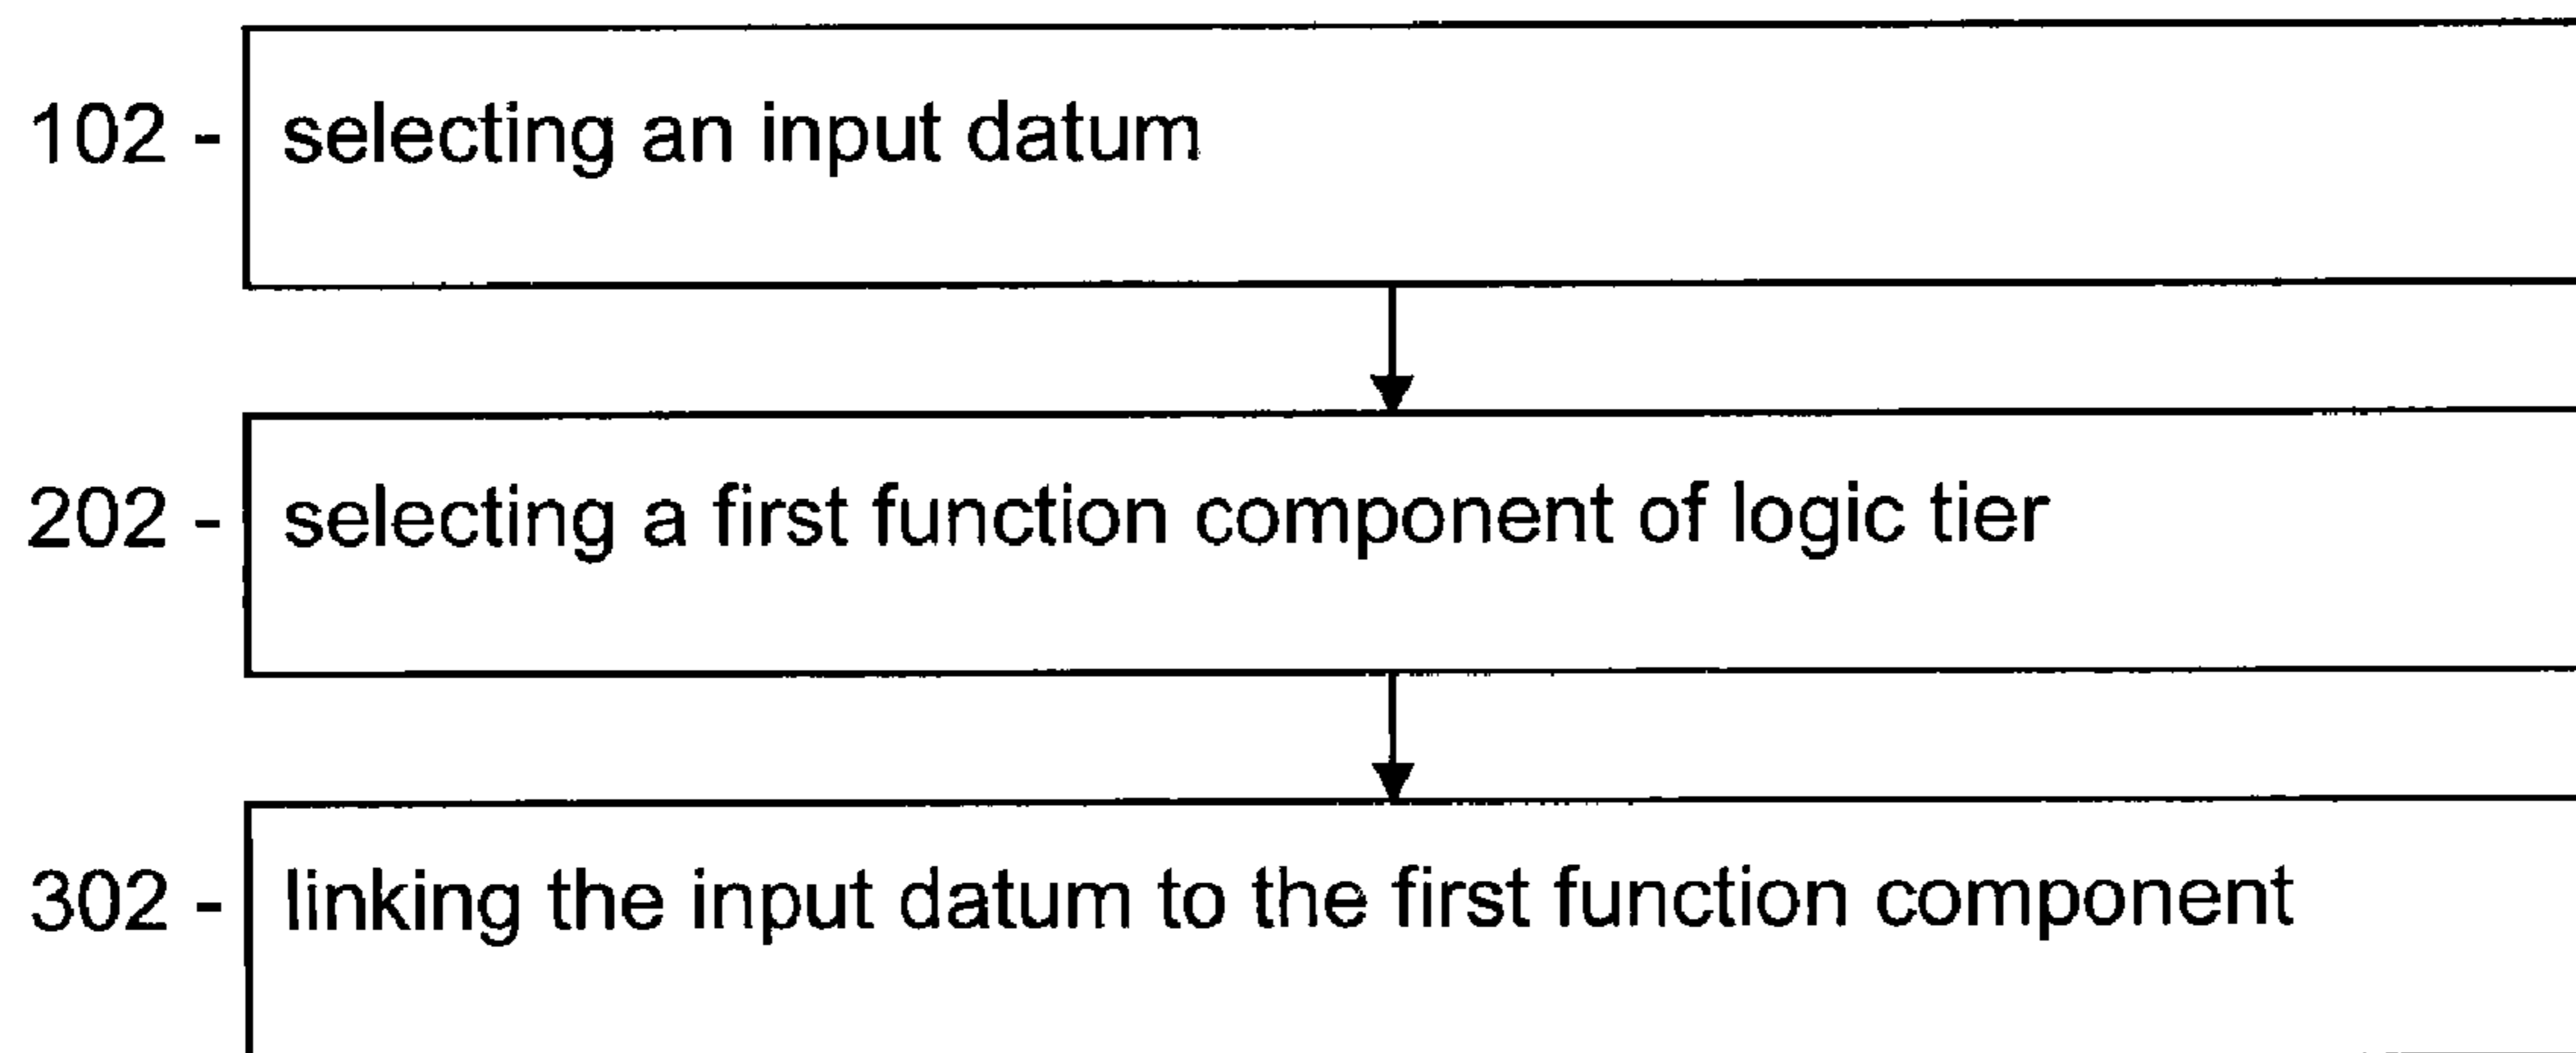 102 - selecting an input datum
202 - selecting a first function component of logic tier
302 - linking the input datum to the first function component